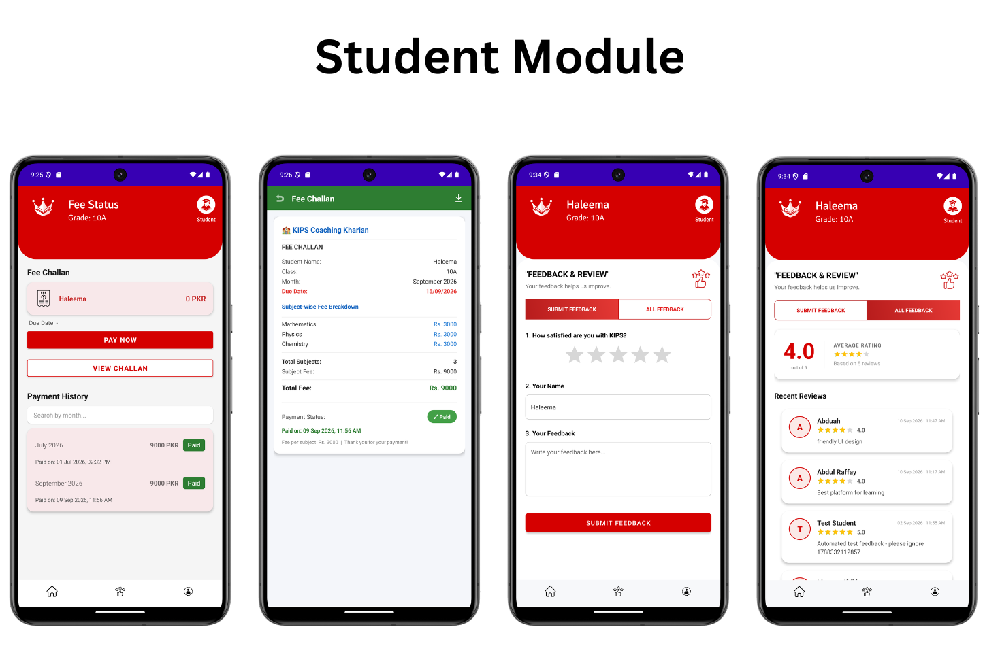 Student Module
9:25
Fee Status
Grade: 10A
Student
Fee Challan
FEE
Haleema
0 PKR
Due Date: -
PAY NOW
VIEW CHALLAN
Payment History
Search by month...
July 2026
9000 PKR
Paid
Paid on: 01 Jul 2026, 02:32 PM
September 2026
9000 PKR
Paid
Paid on: 09 Sep 2026, 11:56 AM
9:26
Fee Challan
KIPS Coaching Kharian
FEE CHALLAN
Student Name: Haleema
Class: 10A
Month: September 2026
Due Date: 15/09/2026
Subject-wise Fee Breakdown
Mathematics Rs. 3000
Physics Rs. 3000
Chemistry Rs. 3000
Total Subjects: 3
Subject Fee: Rs. 9000
Total Fee: Rs. 9000
Payment Status: ✓ Paid
Paid on: 09 Sep 2026, 11:56 AM
Fee per subject: Rs. 3000 | Thank you for your payment!
9:34
Haleema
Grade: 10A
Student
"FEEDBACK & REVIEW"
Your feedback helps us improve.
SUBMIT FEEDBACK
ALL FEEDBACK
1. How satisfied are you with KIPS?
2. Your Name
Haleema
3. Your Feedback
Write your feedback here...
SUBMIT FEEDBACK
9:34
Haleema
Grade: 10A
Student
"FEEDBACK & REVIEW"
Your feedback helps us improve.
SUBMIT FEEDBACK
ALL FEEDBACK
4.0
out of 5
AVERAGE RATING
Based on 5 reviews
Recent Reviews
A
Abduah
10 Sep 2026 | 11:47 AM
4.0
friendly UI design
A
Abdul Raffay
10 Sep 2026 | 11:17 AM
4.0
Best platform for learning
T
Test Student
02 Sep 2026 | 11:55 AM
5.0
Automated test feedback - please ignore
1788332112857